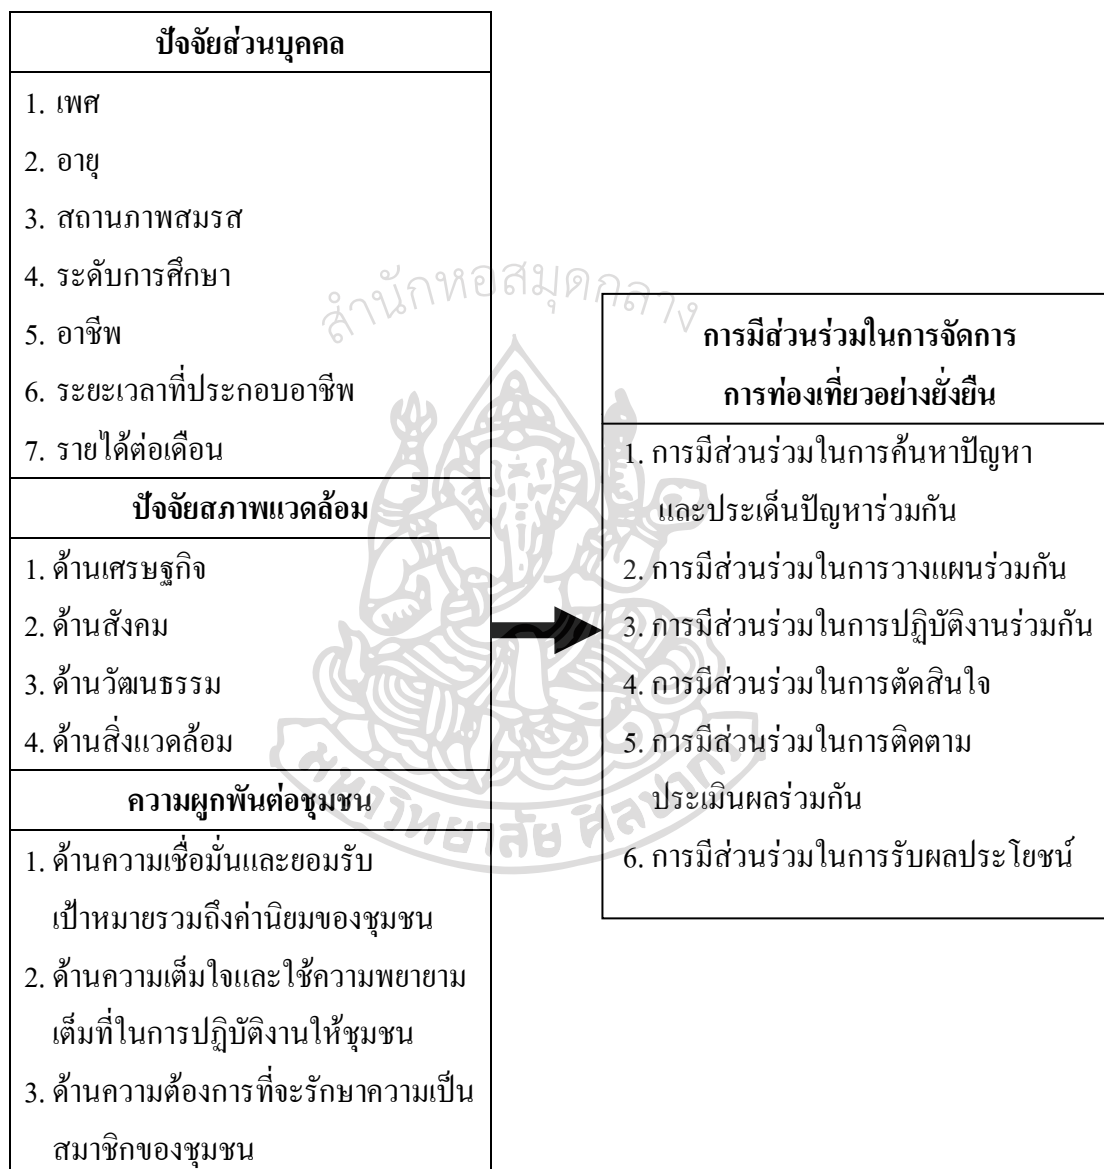 ปัจจัยส่วนบุคคล
1. เพศ
2. อายุ
3. สถานภาพสมรส
4. ระดับการศึกษา
5. อาชีพ
6. ระยะเวลาที่ประกอบอาชีพ
7. รายได้ต่อเดือน
ปัจจัยสภาพแวดล้อม
1. ด้านเศรษฐกิจ
2. ด้านสังคม
3. ด้านวัฒนธรรม
4. ด้านสิ่งแวดล้อม
ความผูกพันต่อชุมชน
1. ด้านความเชื่อมั่นและยอมรับ
เป้าหมายรวมถึงค่านิยมของชุมชน
2. ด้านความเต็มใจและใช้ความพยายาม
เต็มที่ในการปฏิบัติงานให้ชุมชน
3. ด้านความต้องการที่จะรักษาความเป็น
สมาชิกของชุมชน
สำนักหอสมุดกลาง
การมีส่วนร่วมในการจัดการ
การท่องเที่ยวอย่างยั่งยืน
1. การมีส่วนร่วมในการค้นหาปัญหา
และประเด็นปัญหาร่วมกัน
2. การมีส่วนร่วมในการวางแผนร่วมกัน
3. การมีส่วนร่วมในการปฏิบัติงานร่วมกัน
4. การมีส่วนร่วมในการตัดสินใจ
5. การมีส่วนร่วมในการติดตาม
ประเมินผลร่วมกัน
6. การมีส่วนร่วมในการรับผลประโยชน์
มหาวิทยาลัย ศิลปากร